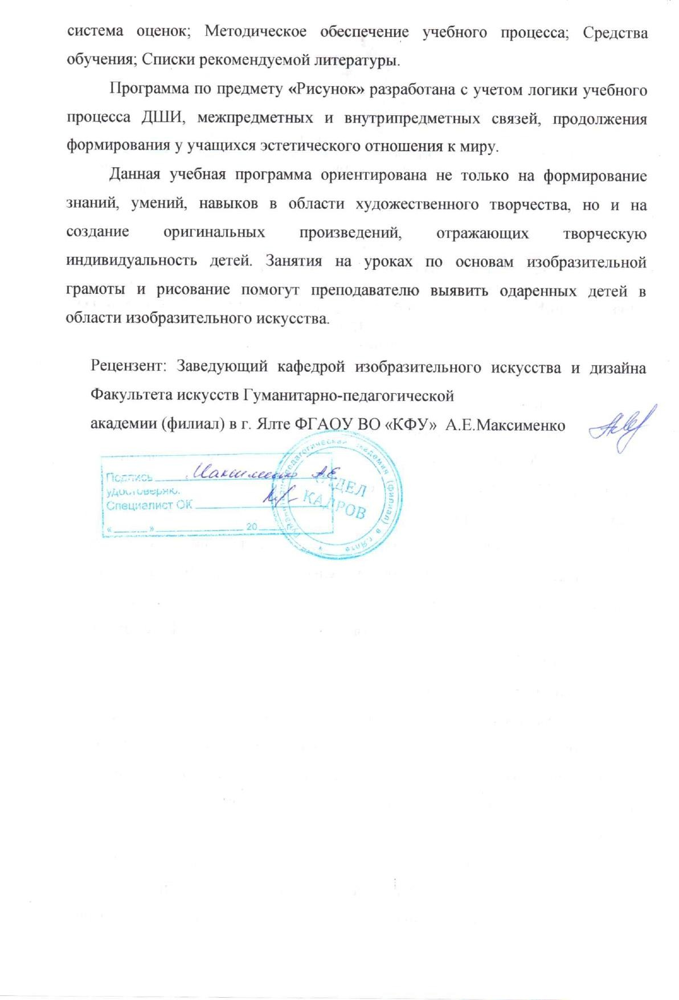 система оценок; Методическое обеспечение учебного процесса; Средства
обучения; Списки рекомендуемой литературы.
Программа по предмету «Рисунок» разработана с учетом логики учебного
процесса ДШИ, межпредметных и внутрипредметных связей, продолжения
формирования у учащихся эстетического отношения к миру.
Данная учебная программа ориентирована не только на формирование
знаний, умений, навыков в области художественного творчества, но и на
создание оригинальных произведений, отражающих творческую
индивидуальность детей. Занятия на уроках по основам изобразительной
грамоты и рисование помогут преподавателю выявить одаренных детей в
области изобразительного искусства.
Рецензент: Заведующий кафедрой изобразительного искусства и дизайна
Факультета искусств Гуманитарно-педагогической
академии (филиал) в г. Ялте ФГАОУ ВО «КФУ» А.Е.Максименко
Подпись Максименко А.Е.
удостоверяю.
Специалист ОК
« » 20
Гуманитарно-педагогическая академия (филиал) в г.Ялте
ОТДЕЛ
КАДРОВ